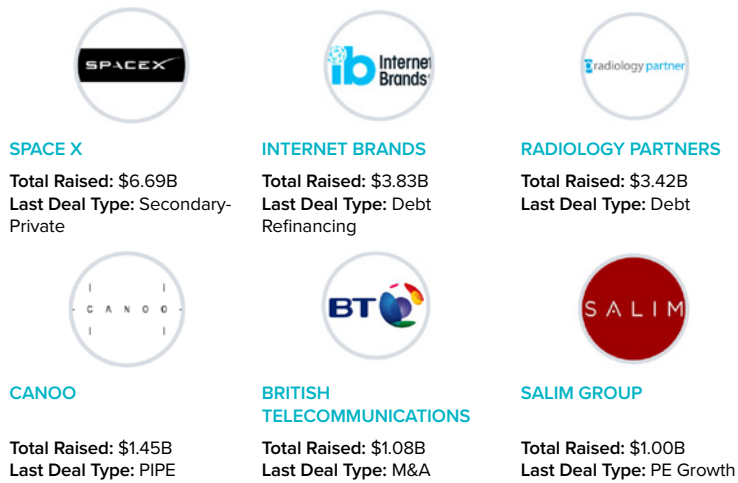 SPACEX
ib Internet Brands
radiology partner
SPACE X
Total Raised: $6.69B
Last Deal Type: Secondary-
Private
INTERNET BRANDS
Total Raised: $3.83B
Last Deal Type: Debt
Refinancing
RADIOLOGY PARTNERS
Total Raised: $3.42B
Last Deal Type: Debt
CANOO
BT
SALIM
CANOO
Total Raised: $1.45B
Last Deal Type: PIPE
BRITISH
TELECOMMUNICATIONS
Total Raised: $1.08B
Last Deal Type: M&A
SALIM GROUP
Total Raised: $1.00B
Last Deal Type: PE Growth